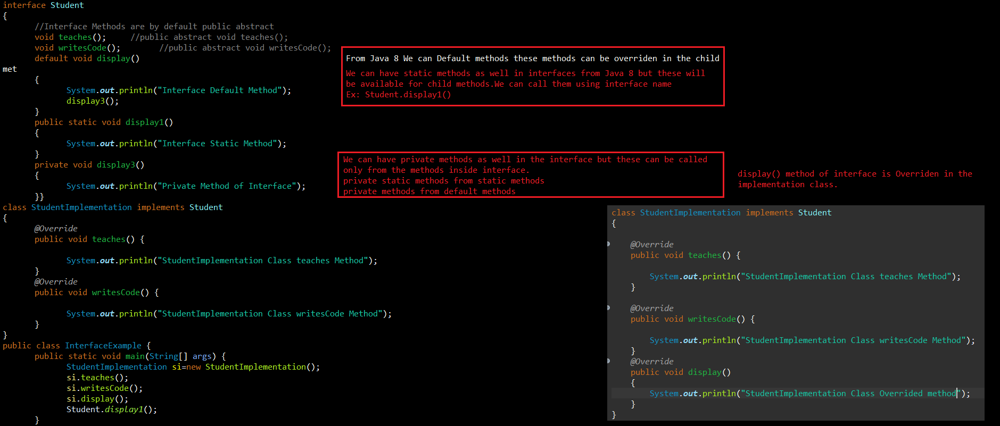 interface Student
{
//Interface Methods are by default public abstract
void teaches();     //public abstract void teaches();
void writesCode();        //public abstract void writesCode();
default void display()
met
{
System.out.println("Interface Default Method");
display3();
}
public static void display1()
{
System.out.println("Interface Static Method");
}
private void display3()
{
System.out.println("Private Method of Interface");
}}
class StudentImplementation implements Student
{
@Override
public void teaches() {
System.out.println("StudentImplementation Class teaches Method");
}
@Override
public void writesCode() {
System.out.println("StudentImplementation Class writesCode Method");
}
}
public class InterfaceExample {
public static void main(String[] args) {
StudentImplementation si=new StudentImplementation();
si.teaches();
si.writesCode();
si.display();
Student.display1();
}
From Java 8 We can Default methods these methods can be overriden in the child
We can have static methods as well in interfaces from Java 8 but these will
be available for child methods.We can call them using interface name
Ex: Student.display1()
We can have private methods as well in the interface but these can be called
only from the methods inside interface.
private static methods from static methods
private methods from default methods
display() method of interface is Overriden in the
implementation class.
class StudentImplementation implements Student
{
@Override
public void teaches() {
System.out.println("StudentImplementation Class teaches Method");
}
@Override
public void writesCode() {
System.out.println("StudentImplementation Class writesCode Method");
}
@Override
public void display()
{
System.out.println("StudentImplementation Class Overrided method");
}
}